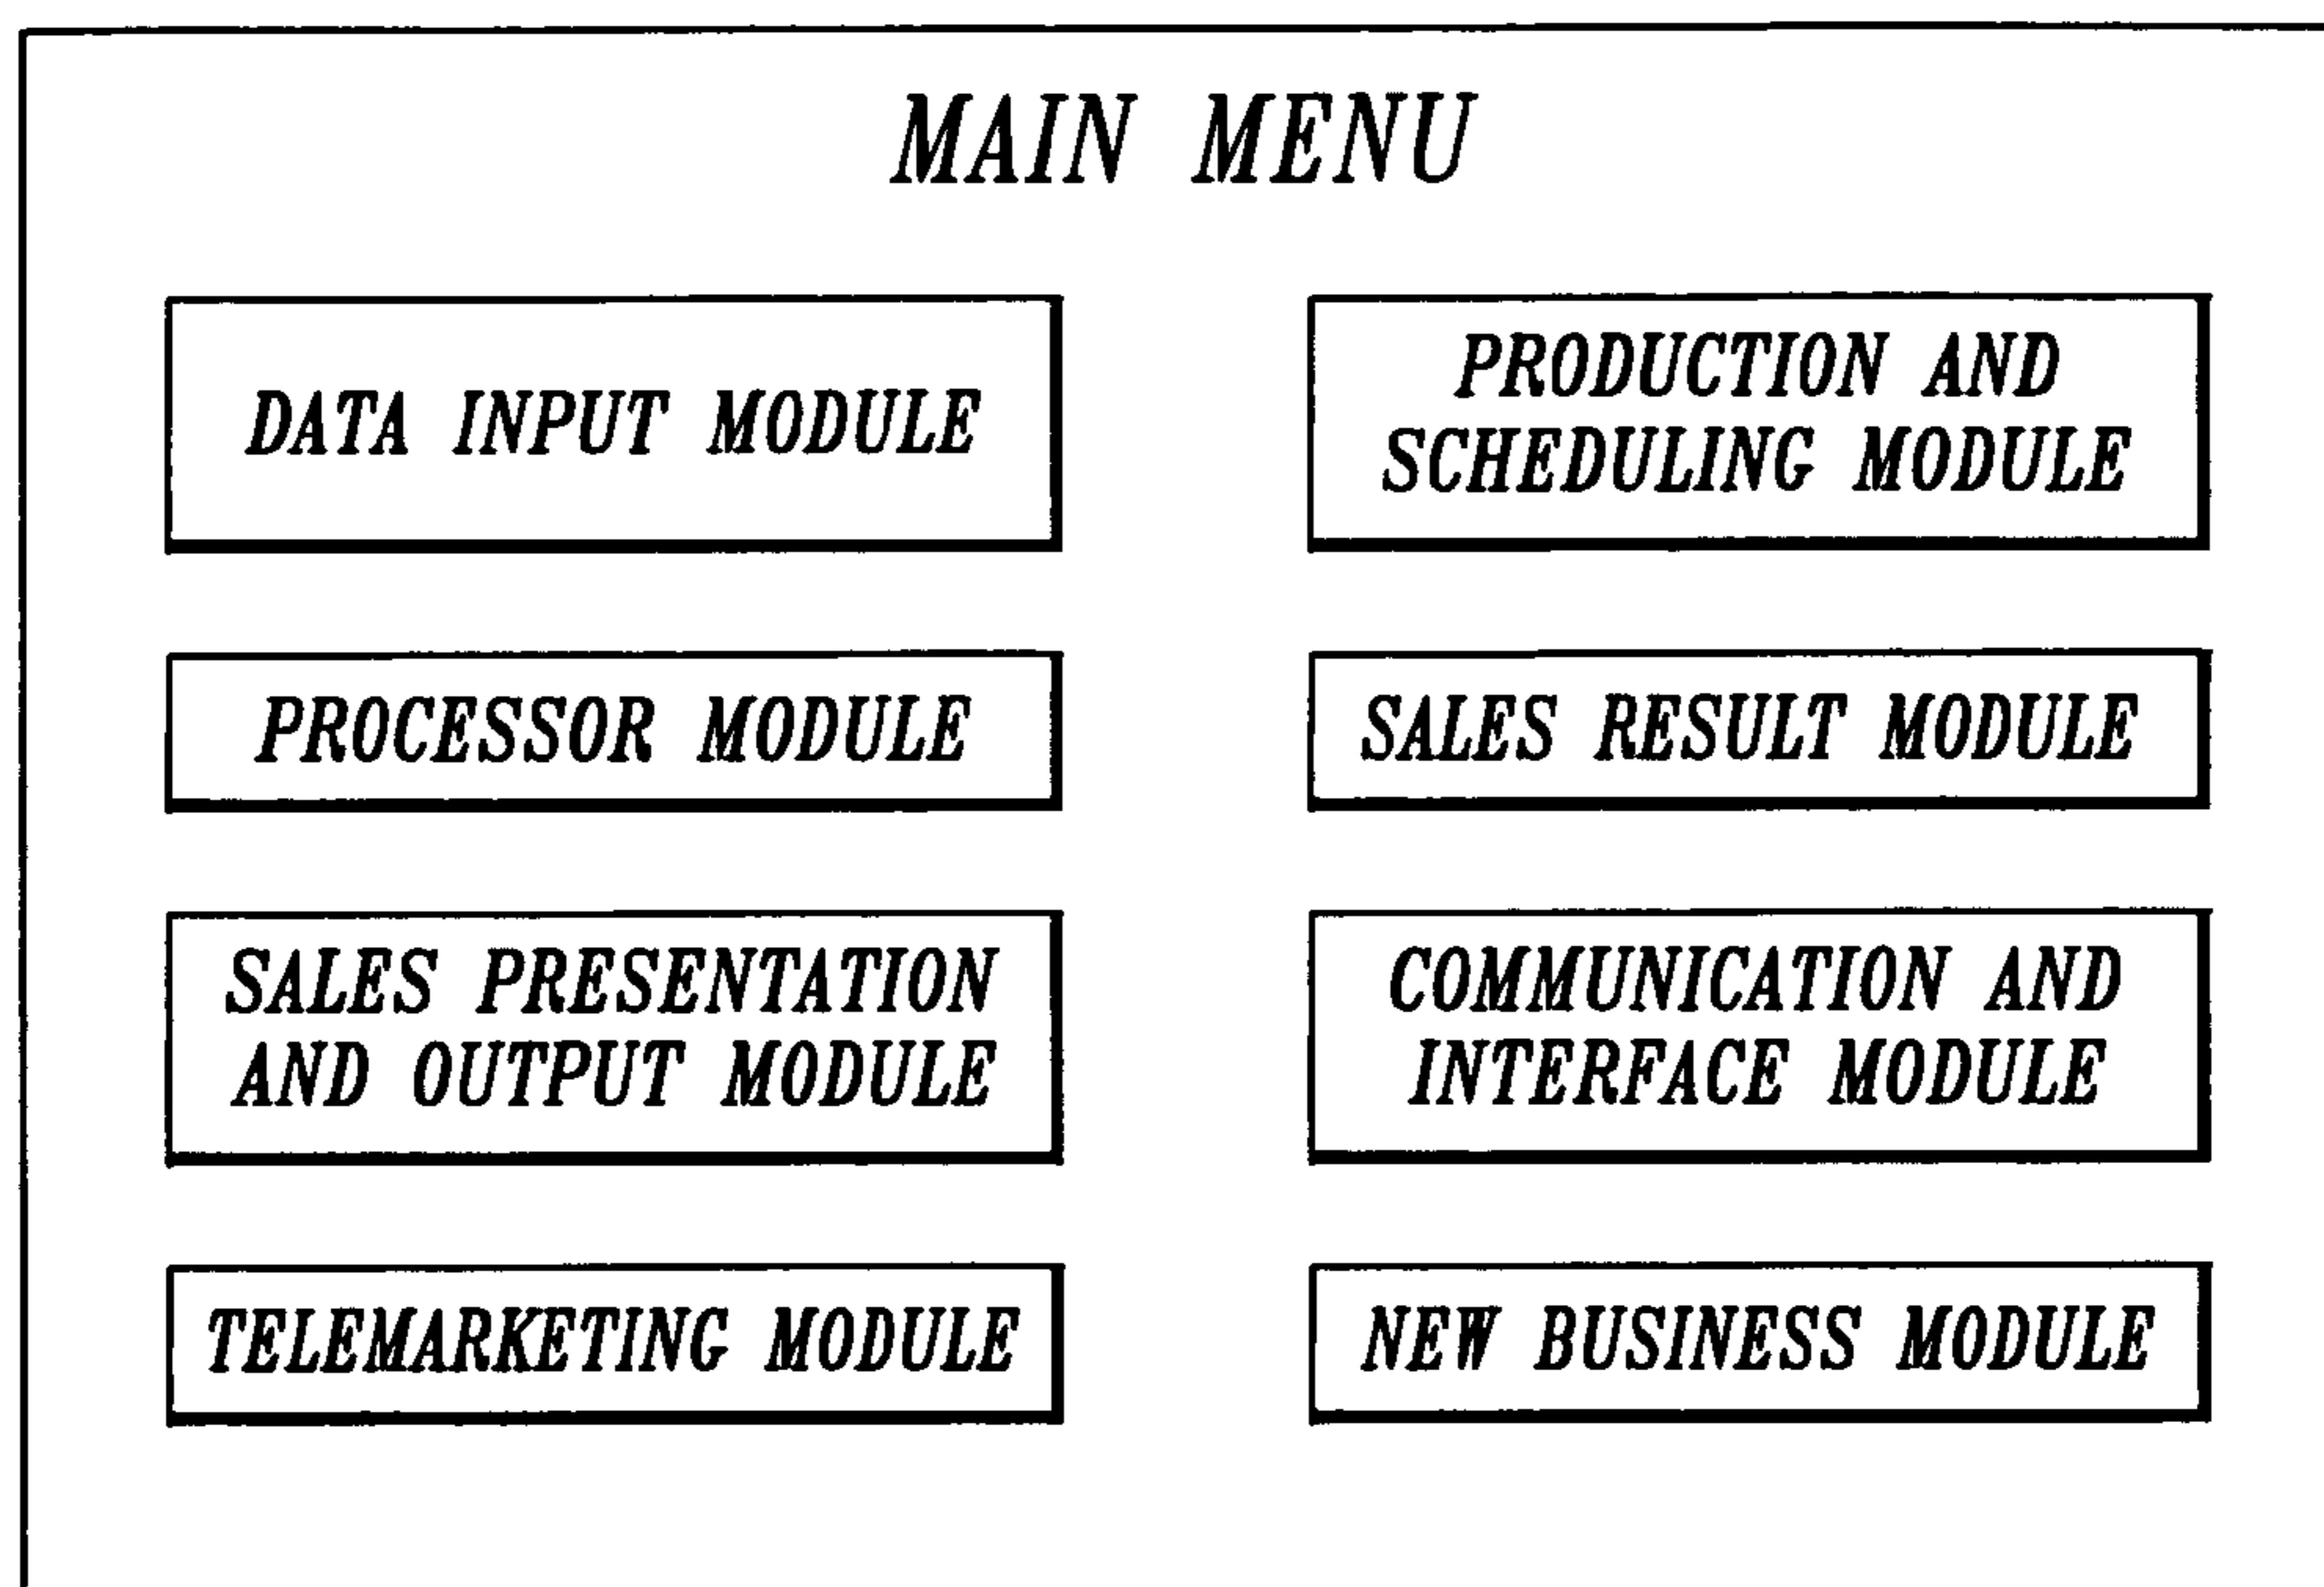 MAIN MENU
DATA INPUT MODULE
PRODUCTION AND
SCHEDULING MODULE
PROCESSOR MODULE
SALES RESULT MODULE
SALES PRESENTATION
AND OUTPUT MODULE
COMMUNICATION AND
INTERFACE MODULE
TELEMARKETING MODULE
NEW BUSINESS MODULE